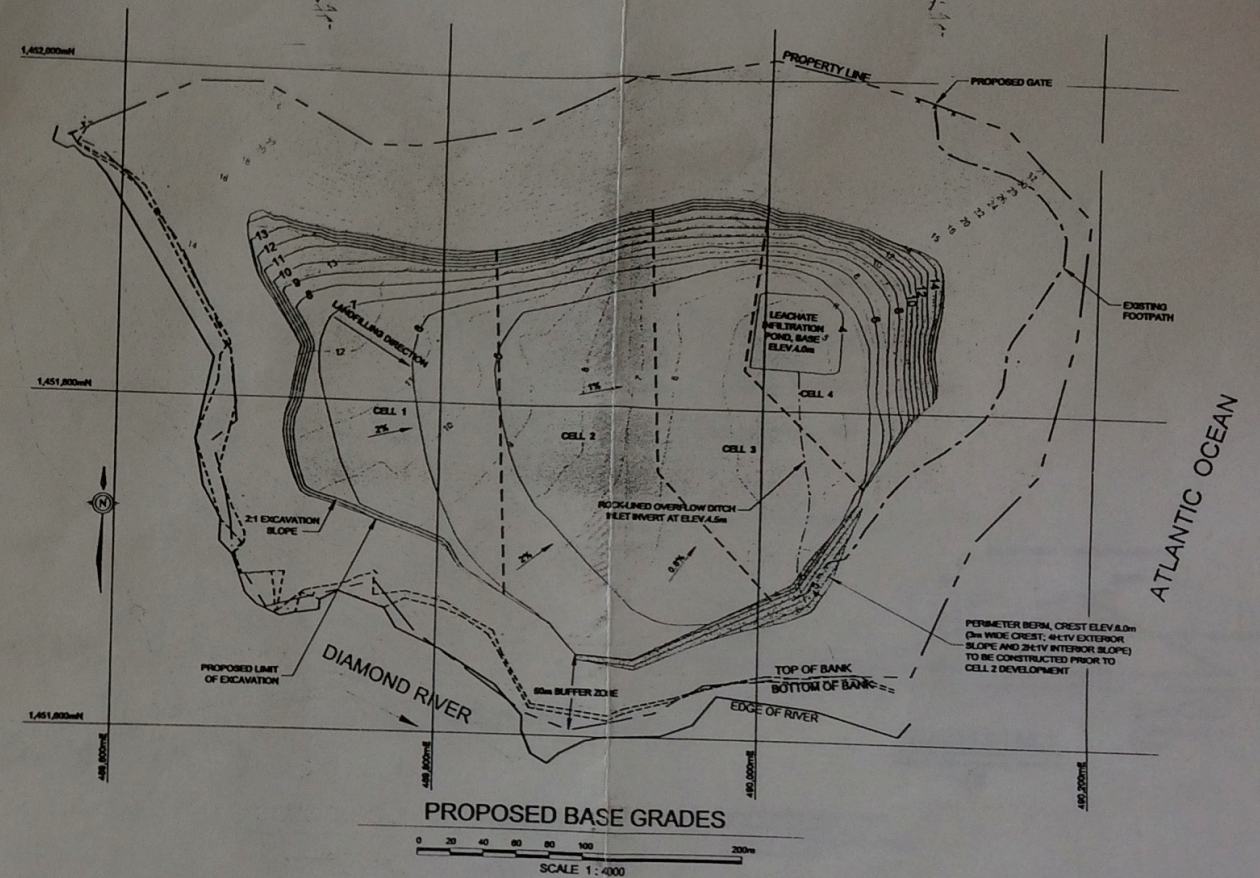 1,452,000mN
PROPERTY LINE
PROPOSED GATE
EXISTING
FOOTPATH
13
12
11
10
9
8
7
LANDFILLING DIRECTION
12
LEACHATE
INFILTRATION
POND, BASE
ELEV.4.0m
14
1,451,800mN
CELL 1
2%
CELL 2
1%
CELL 3
CELL 4
ROCK-LINED OVERFLOW DITCH
INLET INVERT AT ELEV.4.5m
N
2:1 EXCAVATION
SLOPE
2%
0.8%
ATLANTIC OCEAN
PERIMETER BERM, CREST ELEV.6.0m
(3m WIDE CREST; 4H:1V EXTERIOR
SLOPE AND 2H:1V INTERIOR SLOPE)
TO BE CONSTRUCTED PRIOR TO
CELL 2 DEVELOPMENT
PROPOSED LIMIT
OF EXCAVATION
DIAMOND RIVER
TOP OF BANK
BOTTOM OF BANK
BUFFER ZONE
EDGE OF RIVER
1,451,600mN
490,000mE
490,200mE
PROPOSED BASE GRADES
0 20 40 60 80 100 200m
SCALE 1 : 4000